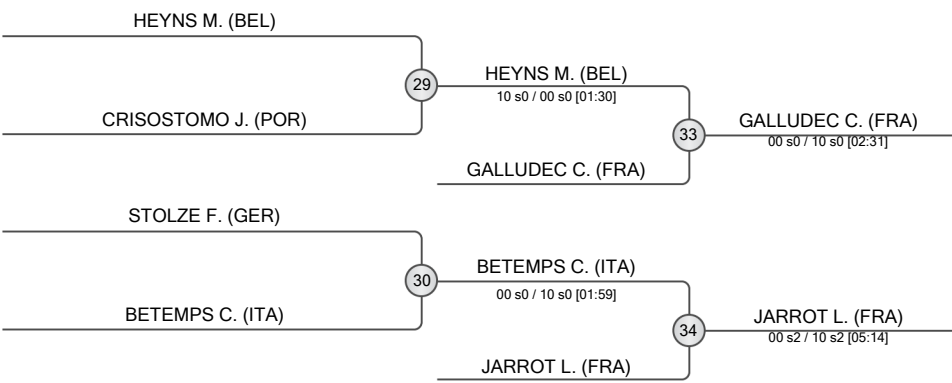 HEYNS M. (BEL)
29
HEYNS M. (BEL)
10 s0 / 00 s0 [01:30]
CRISOSTOMO J. (POR)
33
GALLUDEC C. (FRA)
00 s0 / 10 s0 [02:31]
GALLUDEC C. (FRA)
STOLZE F. (GER)
30
BETEMPS C. (ITA)
00 s0 / 10 s0 [01:59]
BETEMPS C. (ITA)
34
JARROT L. (FRA)
00 s2 / 10 s2 [05:14]
JARROT L. (FRA)